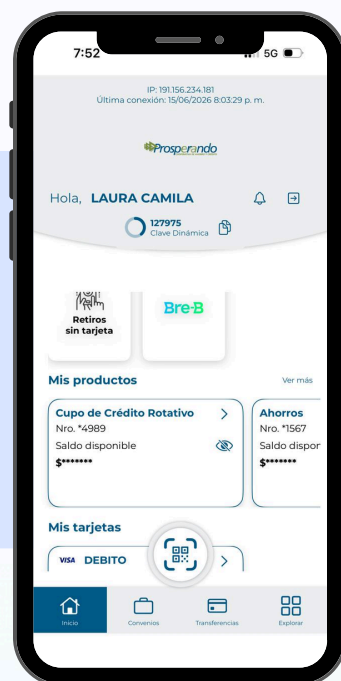 7:52
5G
IP: 191.156.234.181
Última conexión: 15/06/2026 8:03:29 p. m.
Prosperando
Hola, LAURA CAMILA
127975
Clave Dinámica
Retiros
sin tarjeta
Bre-B
Mis productos
Ver más
Cupo de Crédito Rotativo
Nro. *4989
Saldo disponible
$*******
Ahorros
Nro. *1567
Saldo dispor
$*******
Mis tarjetas
VISA DEBITO
Inicio
Convenios
Transferencias
Explorar